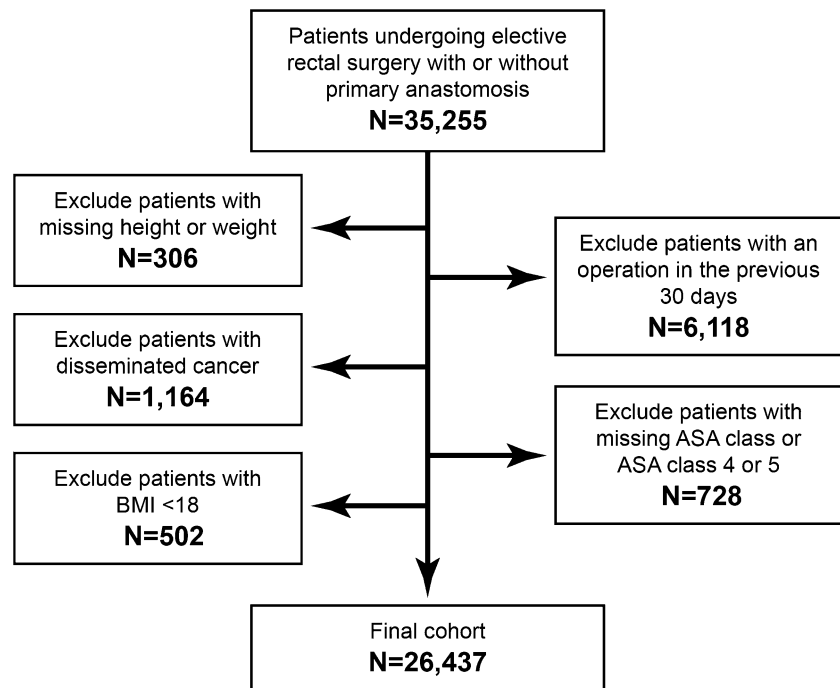 Patients undergoing elective
rectal surgery with or without
primary anastomosis
N=35,255
Exclude patients with
missing height or weight
N=306
Exclude patients with an
operation in the previous
30 days
N=6,118
Exclude patients with
disseminated cancer
N=1,164
Exclude patients with
missing ASA class or
ASA class 4 or 5
N=728
Exclude patients with
BMI <18
N=502
Final cohort
N=26,437